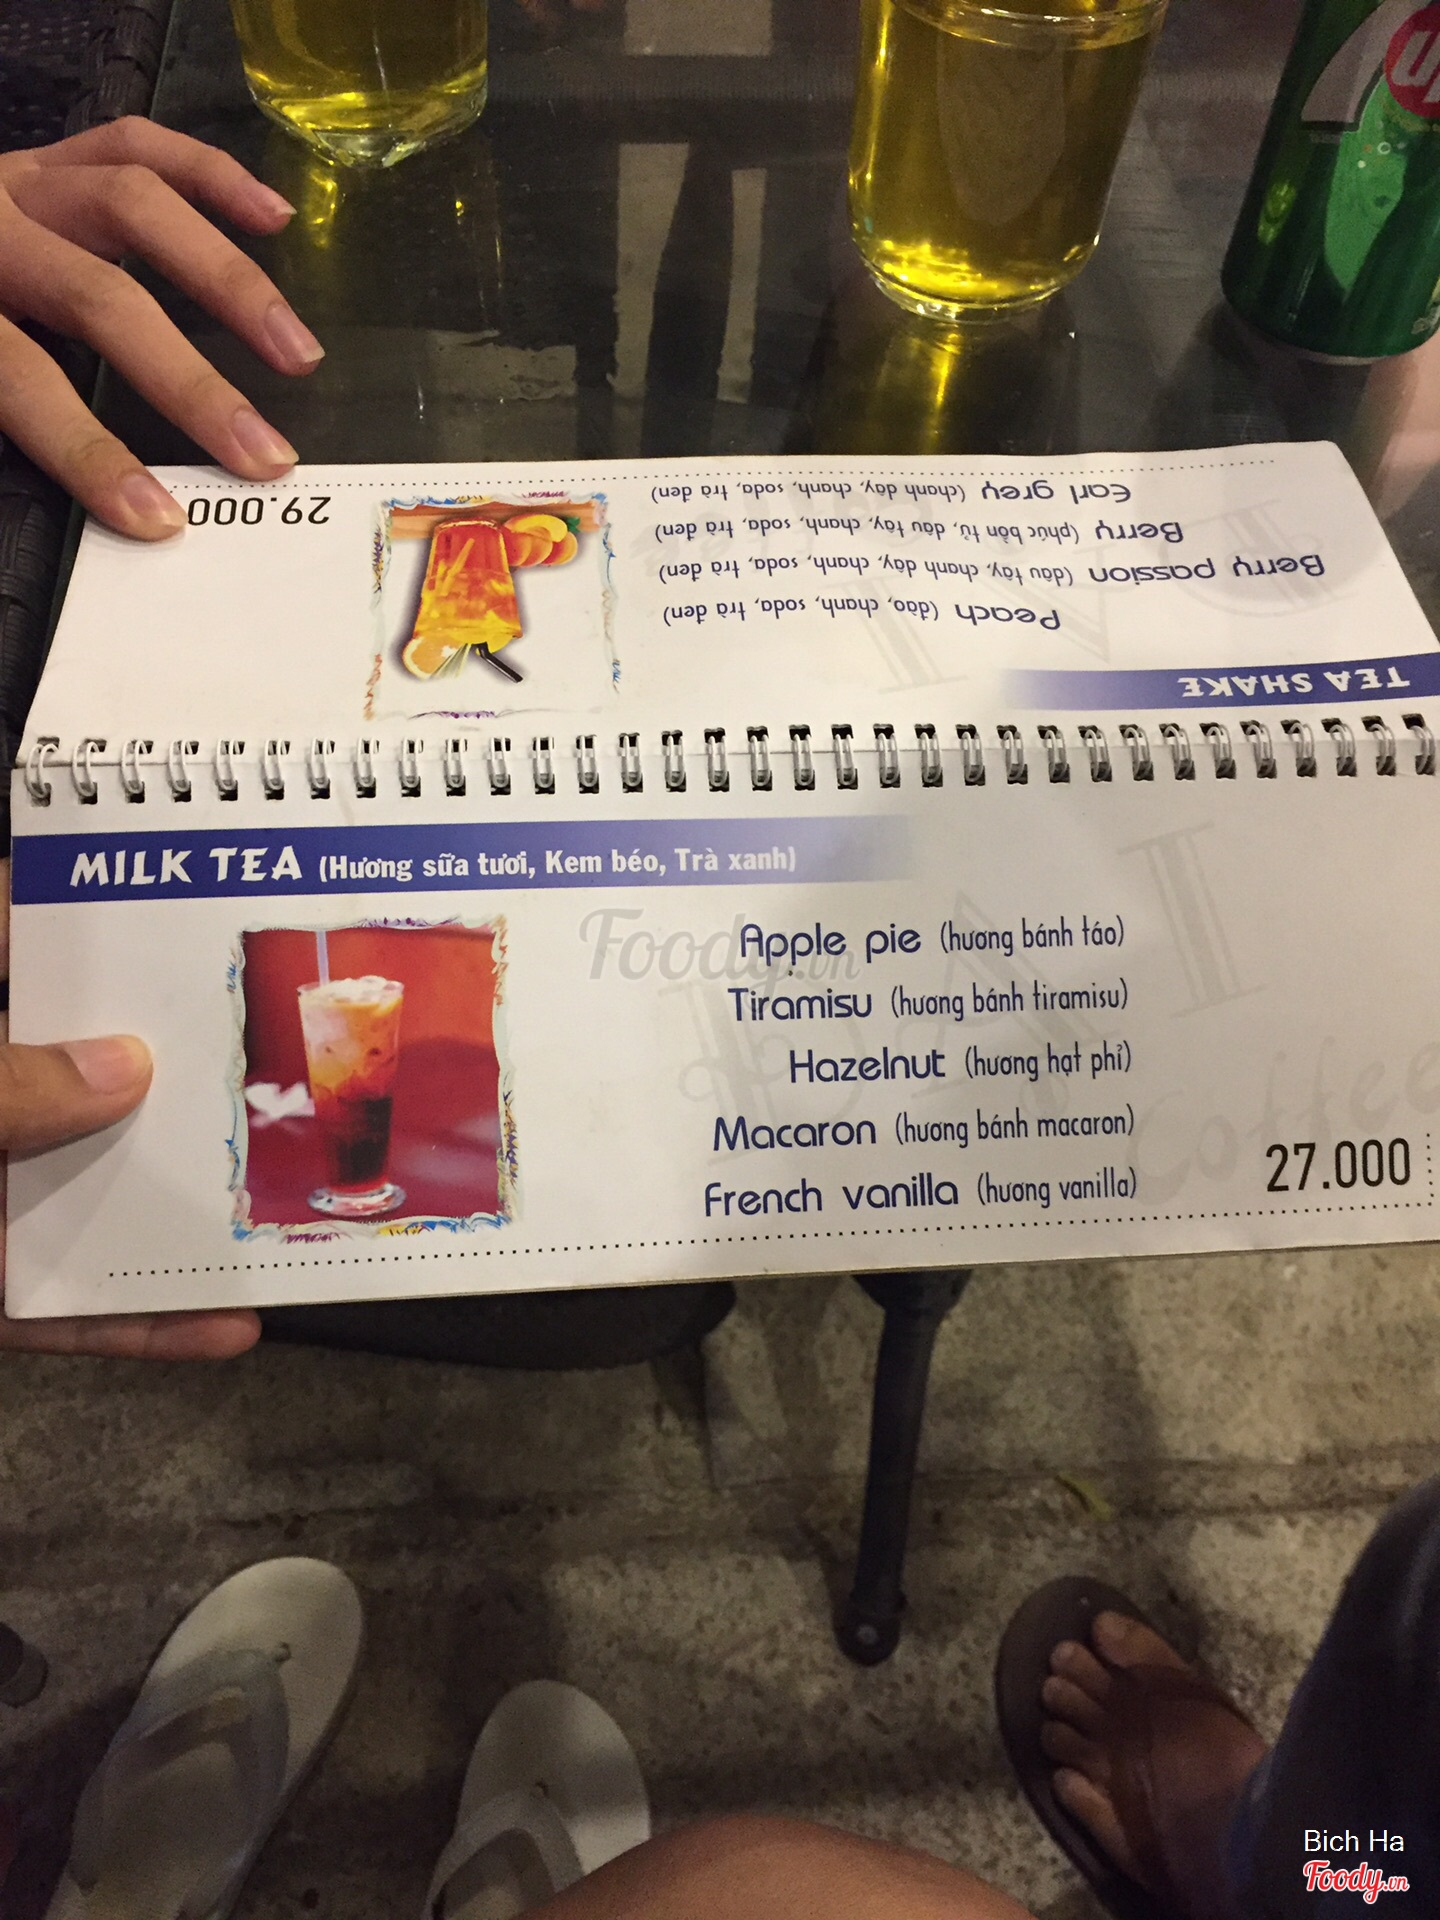 TEA SHAKE
Peach (đào, chanh, soda, trà đen)
Berry passion (dâu tây, chanh dây, chanh, soda, trà đen)
Berry (phúc bồn tử, dâu tây, chanh, soda, trà đen)
Earl grey (chanh dây, chanh, soda, trà đen)
29.000
MILK TEA (Hương sữa tươi, Kem béo, Trà xanh)
Apple pie (hương bánh táo)
Tiramisu (hương bánh tiramisu)
Hazelnut (hương hạt phỉ)
Macaron (hương bánh macaron)
French vanilla (hương vanilla)
27.000
Coffee
Foody.vn
Bich Ha
Foody.vn